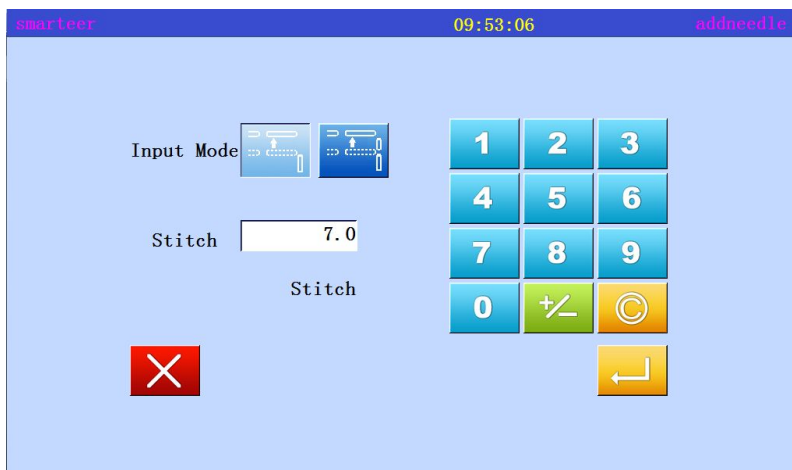 smarteer 09:53:06 addneedle
Input Mode
1 2 3
4 5 6
Stitch 7.0
7 8 9
Stitch
0 +/− ©